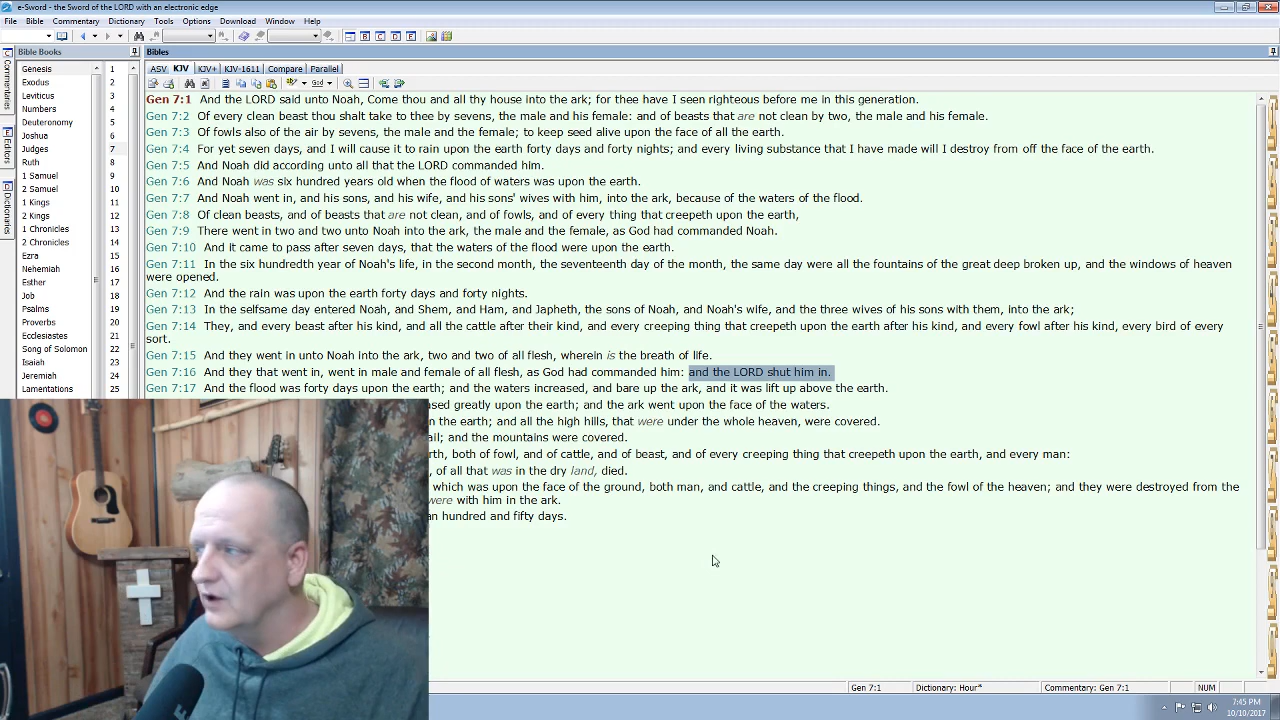 e-Sword - the Sword of the LORD with an electronic edge
File Bible Commentary Dictionary Tools Options Download Window Help
Bible Books
Bibles
ASV KJV KJV+ KJV-1611 Compare Parallel
Commentaries
Editors
Dictionaries
Genesis 1
Exodus 2
Leviticus 3
Numbers 4
Deuteronomy 5
Joshua 6
Judges 7
Ruth 8
1 Samuel 9
2 Samuel 10
1 Kings 11
2 Kings 12
1 Chronicles 13
2 Chronicles 14
Ezra 15
Nehemiah 16
Esther 17
Job 18
Psalms 19
Proverbs 20
Ecclesiastes 21
Song of Solomon 22
Isaiah 23
Jeremiah 24
Lamentations 25
Gen 7:1 And the LORD said unto Noah, Come thou and all thy house into the ark; for thee have I seen righteous before me in this generation.
Gen 7:2 Of every clean beast thou shalt take to thee by sevens, the male and his female: and of beasts that are not clean by two, the male and his female.
Gen 7:3 Of fowls also of the air by sevens, the male and the female; to keep seed alive upon the face of all the earth.
Gen 7:4 For yet seven days, and I will cause it to rain upon the earth forty days and forty nights; and every living substance that I have made will I destroy from off the face of the earth.
Gen 7:5 And Noah did according unto all that the LORD commanded him.
Gen 7:6 And Noah was six hundred years old when the flood of waters was upon the earth.
Gen 7:7 And Noah went in, and his sons, and his wife, and his sons' wives with him, into the ark, because of the waters of the flood.
Gen 7:8 Of clean beasts, and of beasts that are not clean, and of fowls, and of every thing that creepeth upon the earth,
Gen 7:9 There went in two and two unto Noah into the ark, the male and the female, as God had commanded Noah.
Gen 7:10 And it came to pass after seven days, that the waters of the flood were upon the earth.
Gen 7:11 In the six hundredth year of Noah's life, in the second month, the seventeenth day of the month, the same day were all the fountains of the great deep broken up, and the windows of heaven
were opened.
Gen 7:12 And the rain was upon the earth forty days and forty nights.
Gen 7:13 In the selfsame day entered Noah, and Shem, and Ham, and Japheth, the sons of Noah, and Noah's wife, and the three wives of his sons with them, into the ark;
Gen 7:14 They, and every beast after his kind, and all the cattle after their kind, and every creeping thing that creepeth upon the earth after his kind, and every fowl after his kind, every bird of every
sort.
Gen 7:15 And they went in unto Noah into the ark, two and two of all flesh, wherein is the breath of life.
Gen 7:16 And they that went in, went in male and female of all flesh, as God had commanded him: and the LORD shut him in.
Gen 7:17 And the flood was forty days upon the earth; and the waters increased, and bare up the ark, and it was lift up above the earth.
ased greatly upon the earth; and the ark went upon the face of the waters.
n the earth; and all the high hills, that were under the whole heaven, were covered.
ail; and the mountains were covered.
rth, both of fowl, and of cattle, and of beast, and of every creeping thing that creepeth upon the earth, and every man:
, of all that was in the dry land, died.
which was upon the face of the ground, both man, and cattle, and the creeping things, and the fowl of the heaven; and they were destroyed from the
were with him in the ark.
an hundred and fifty days.
Gen 7:1 Dictionary: Hour* Commentary: Gen 7:1 NUM
7:45 PM
10/10/2017